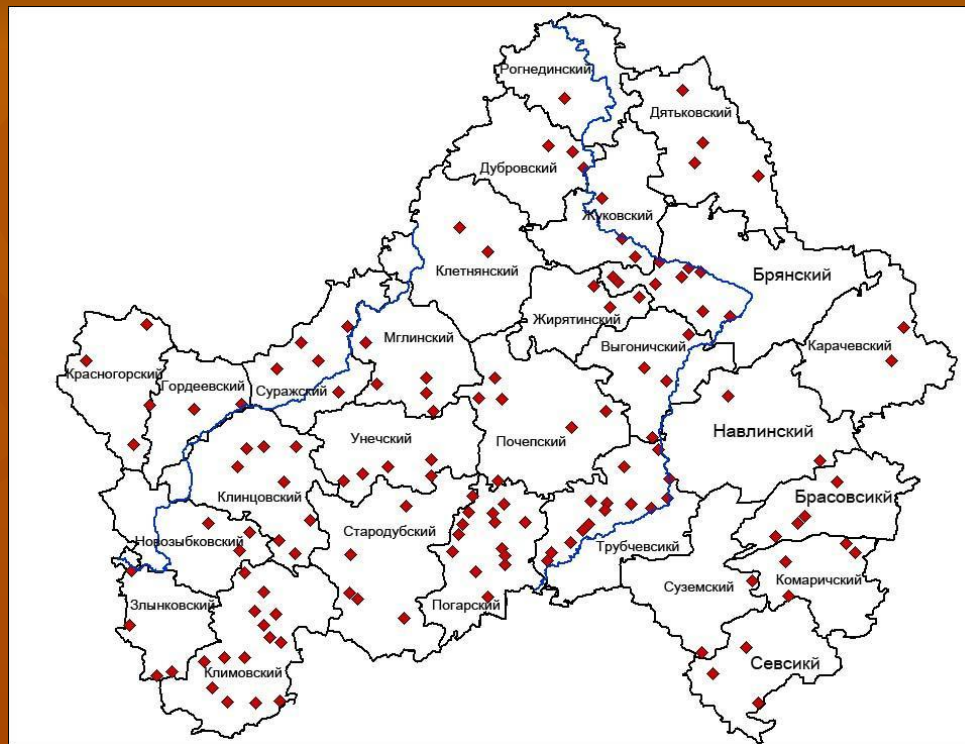 Рогнединский
Дятьковский
Дубровский
Жуковский
Клетнянский
Брянский
Жирятинский
Мглинский
Выгоничский
Карачевский
Красногорский
Гордеевский
Суражский
Унечский
Почепский
Навлинский
Клинцовский
Брасовсикй
Стародубский
Новозыбковский
Трубчевсикй
Суземский
Комаричский
Злынковский
Погарский
Климовский
Севсикй